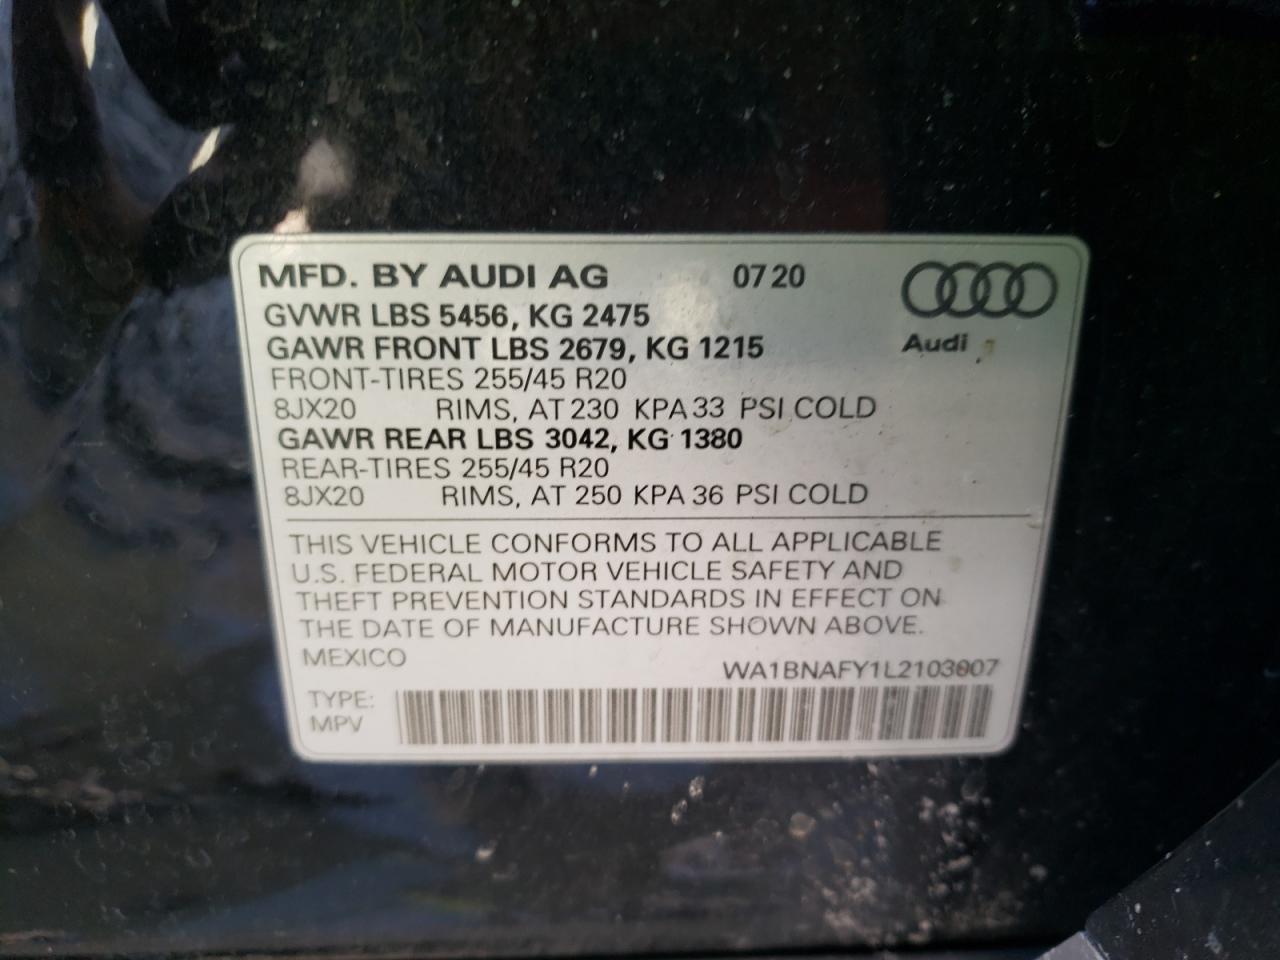 MFD. BY AUDI AG 07 20
GVWR LBS 5456, KG 2475
GAWR FRONT LBS 2679, KG 1215
Audi
FRONT-TIRES 255/45 R20
8JX20 RIMS, AT 230 KPA 33 PSI COLD
GAWR REAR LBS 3042, KG 1380
REAR-TIRES 255/45 R20
8JX20 RIMS, AT 250 KPA 36 PSI COLD
THIS VEHICLE CONFORMS TO ALL APPLICABLE
U.S. FEDERAL MOTOR VEHICLE SAFETY AND
THEFT PREVENTION STANDARDS IN EFFECT ON
THE DATE OF MANUFACTURE SHOWN ABOVE.
MEXICO WA1BNAFY1L2103007
TYPE:
MPV